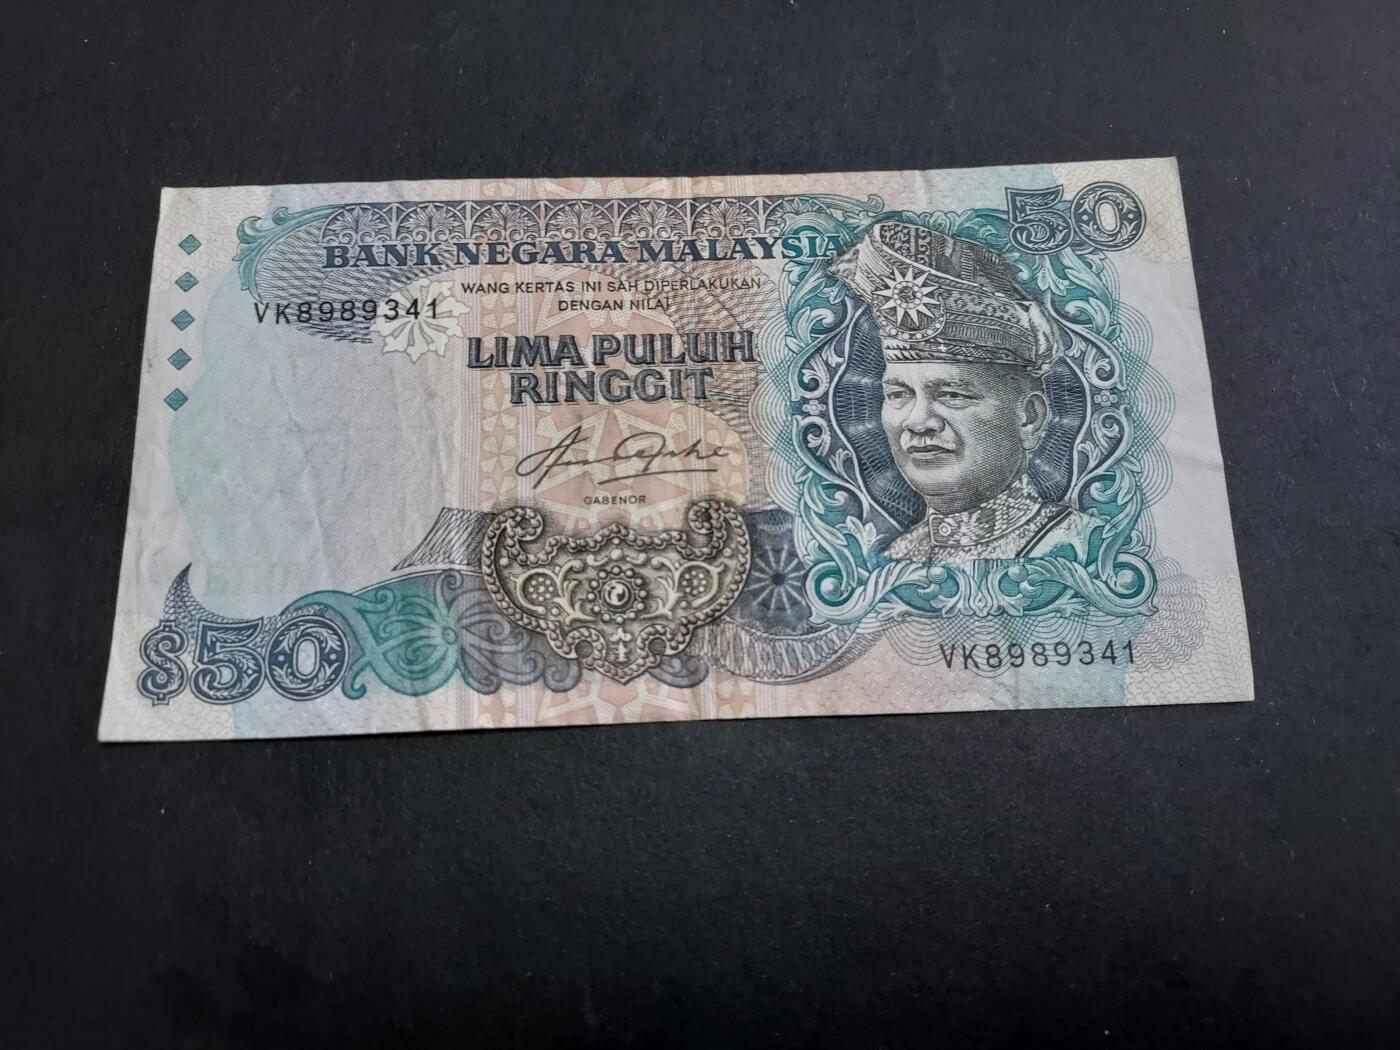 50
BANK NEGARA MALAYSIA
WANG KERTAS INI SAH DIPERLAKUKAN
DENGAN NILAI
VK8989341
LIMA PULUH
RINGGIT
GABENOR
$50
VK8989341